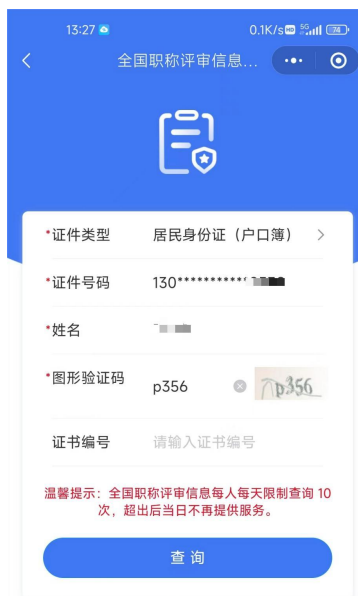 13:27
0.1K/s HD 5G 74
全国职称评审信息...
*证件类型 居民身份证（户口簿）
*证件号码 130***********
*姓名
*图形验证码 p356 p356
证书编号 请输入证书编号
温馨提示：全国职称评审信息每人每天限制查询 10
次，超出后当日不再提供服务。
查 询